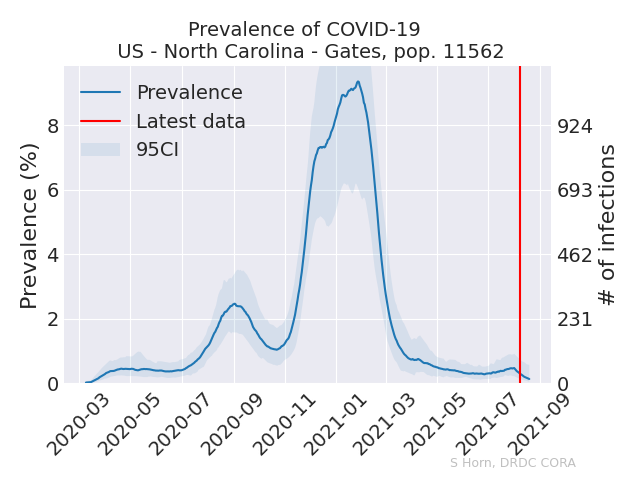 Prevalence of COVID-19
US - North Carolina - Gates, pop. 11562
Prevalence
Latest data
95CI
Prevalence (%)
8
6
4
2
0
924
693
462
231
0
# of infections
2020-03
2020-05
2020-07
2020-09
2020-11
2021-01
2021-03
2021-05
2021-07
2021-09
S Horn, DRDC CORA